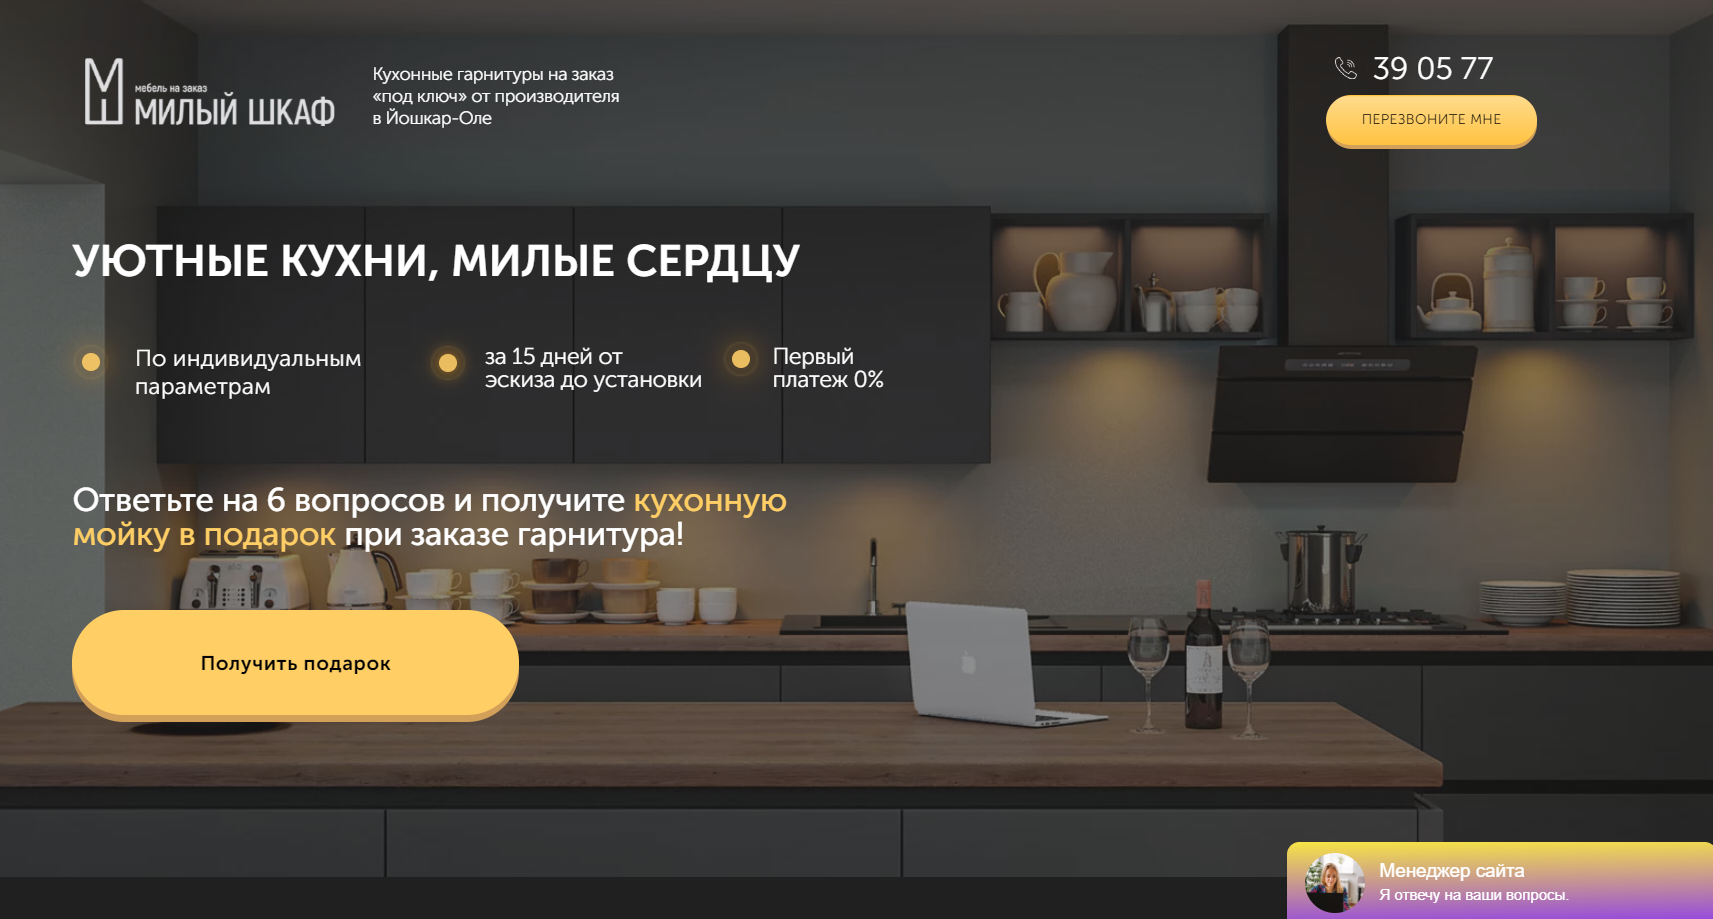 мебель на заказ
МИЛЫЙ ШКАФ
Кухонные гарнитуры на заказ
«под ключ» от производителя
в Йошкар-Оле
39 05 77
ПЕРЕЗВОНИТЕ МНЕ
УЮТНЫЕ КУХНИ, МИЛЫЕ СЕРДЦУ
По индивидуальным
параметрам
за 15 дней от
эскиза до установки
Первый
платеж 0%
Ответьте на 6 вопросов и получите кухонную
мойку в подарок при заказе гарнитура!
Получить подарок
Менеджер сайта
Я отвечу на ваши вопросы.